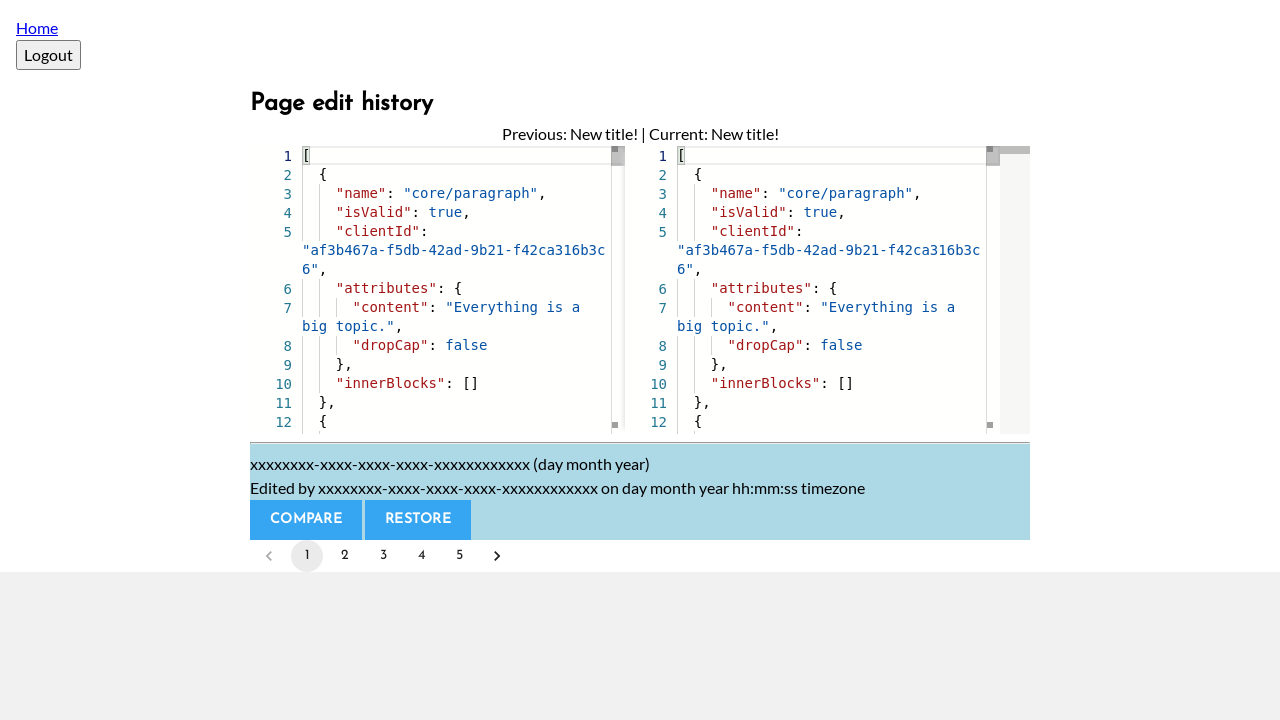 Home
Logout
Page edit history
Previous: New title! | Current: New title!
1 [
2 {
3 "name": "core/paragraph",
4 "isValid": true,
5 "clientId":
"af3b467a-f5db-42ad-9b21-f42ca316b3c
6",
6 "attributes": {
7 "content": "Everything is a
big topic.",
8 "dropCap": false
9 },
10 "innerBlocks": []
11 },
12 {
1 [
2 {
3 "name": "core/paragraph",
4 "isValid": true,
5 "clientId":
"af3b467a-f5db-42ad-9b21-f42ca316b3c
6",
6 "attributes": {
7 "content": "Everything is a
big topic.",
8 "dropCap": false
9 },
10 "innerBlocks": []
11 },
12 {
xxxxxxxx-xxxx-xxxx-xxxx-xxxxxxxxxxxx (day month year)
Edited by xxxxxxxx-xxxx-xxxx-xxxx-xxxxxxxxxxxx on day month year hh:mm:ss timezone
COMPARE RESTORE
1 2 3 4 5